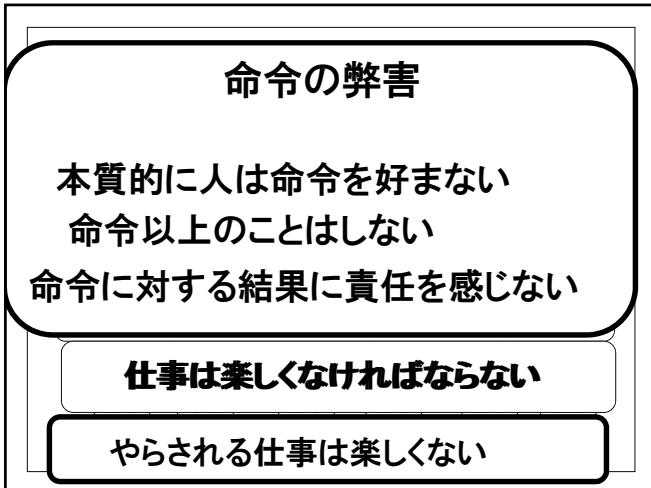 命令の弊害
本質的に人は命令を好まない
命令以上のことはしない
命令に対する結果に責任を感じない
仕事は楽しくなければならない
やらされる仕事は楽しくない